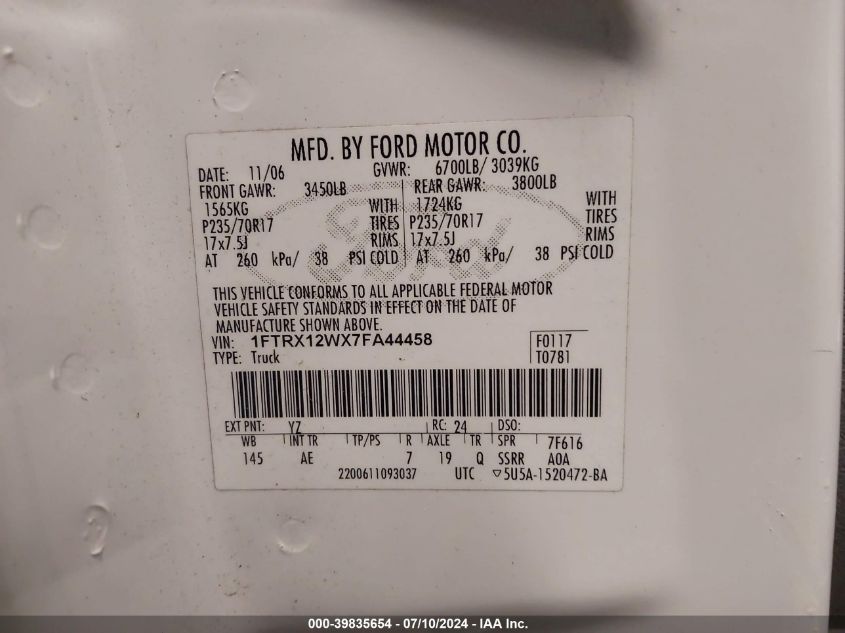 MFD. BY FORD MOTOR CO.
DATE: 11/06 GVWR: 6700LB/ 3039KG
FRONT GAWR: 3450LB REAR GAWR: 3800LB
1565KG WITH 1724KG WITH
P235/70R17 TIRES P235/70R17 TIRES
17x7.5J RIMS 17x7.5J RIMS
AT 260 kPa/ 38 PSI COLD AT 260 kPa/ 38 PSI COLD
Ford
THIS VEHICLE CONFORMS TO ALL APPLICABLE FEDERAL MOTOR
VEHICLE SAFETY STANDARDS IN EFFECT ON THE DATE OF
MANUFACTURE SHOWN ABOVE.
VIN: 1FTRX12WX7FA44458 F0117
TYPE: Truck T0781
EXT PNT: YZ RC: 24 DSO:
WB INT TR TP/PS R AXLE TR SPR 7F616
145 AE 7 19 Q SSRR AOA
2200611093037 UTC ▽5U5A-1520472-BA
000-39835654 - 07/10/2024 - IAA Inc.